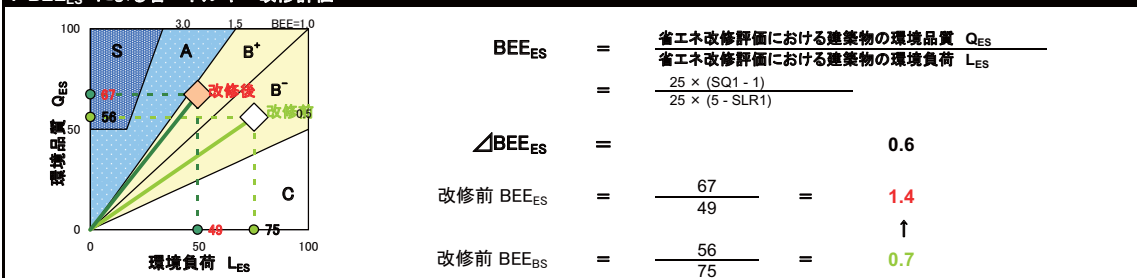 3.0 1.5 BEE=1.0
100
S A B+
B-
67 改修後
56 改修前
0.5
50
C
0 49 75
0 50 100
環境品質 QES
環境負荷 LES
BEEES = 省エネ改修評価における建築物の環境品質 QES
省エネ改修評価における建築物の環境負荷 LES
= 25 × (SQ1 - 1)
25 × (5 - SLR1)
⊿BEEES = 0.6
改修前 BEEES = 67 = 1.4
49
↑
改修前 BEEBS = 56 = 0.7
75